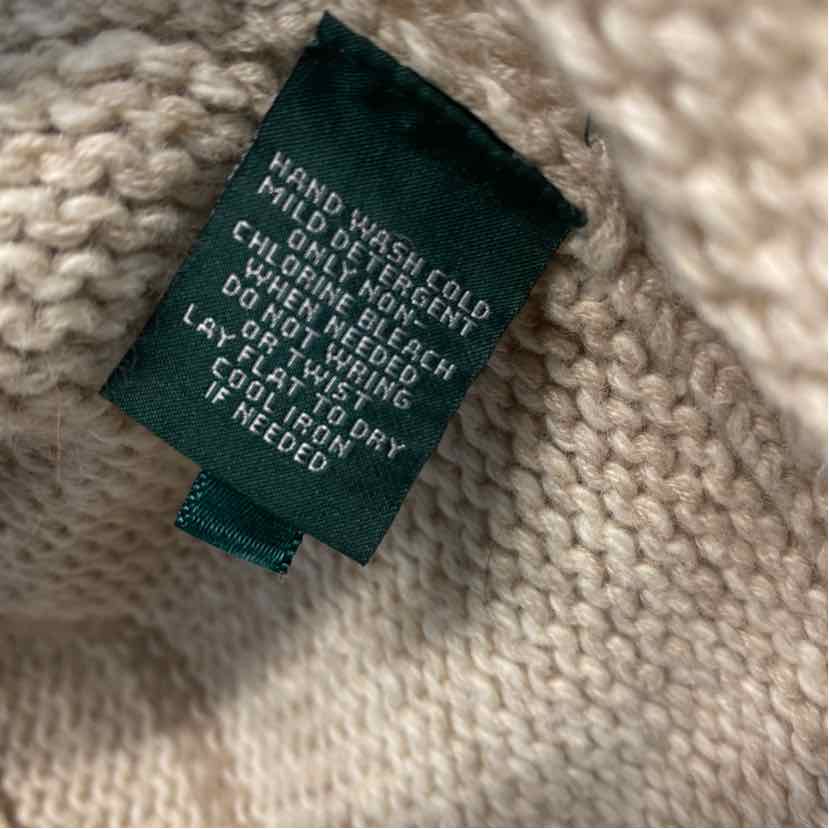 HAND WASH COLD
MILD DETERGENT
ONLY NON-
CHLORINE BLEACH
WHEN NEEDED
DO NOT WRING
OR TWIST
LAY FLAT TO DRY
COOL IRON
IF NEEDED